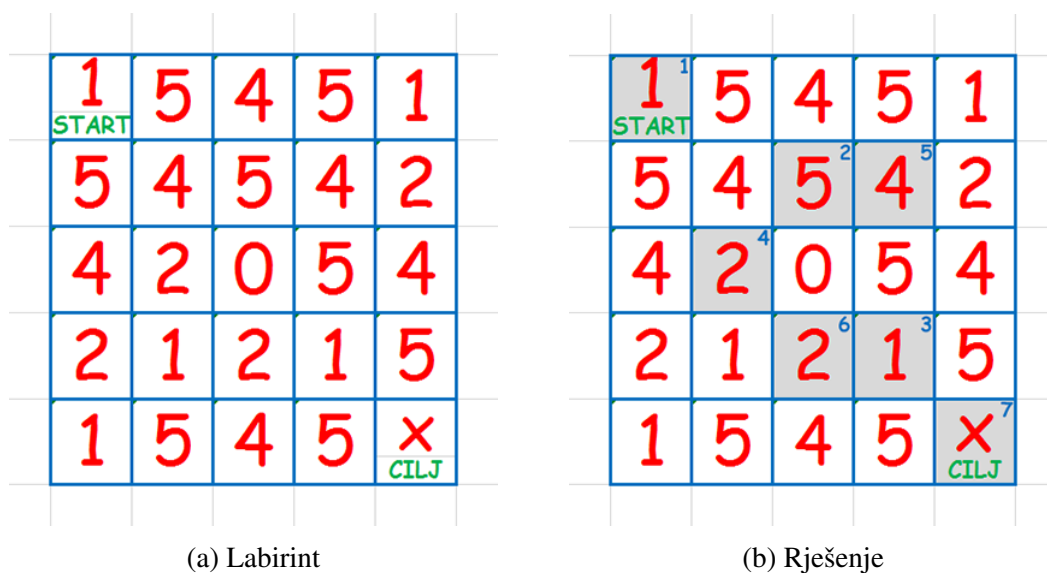 1 5 4 5 1
START
5 4 5 4 2
4 2 0 5 4
2 1 2 1 5
1 5 4 5 X
CILJ
(a) Labirint
1 1 5 4 5 1
START
5 4 5 2 4 5 2
4 2 4 0 5 4
2 1 2 6 1 3 5
1 5 4 5 X 7
CILJ
(b) Rješenje